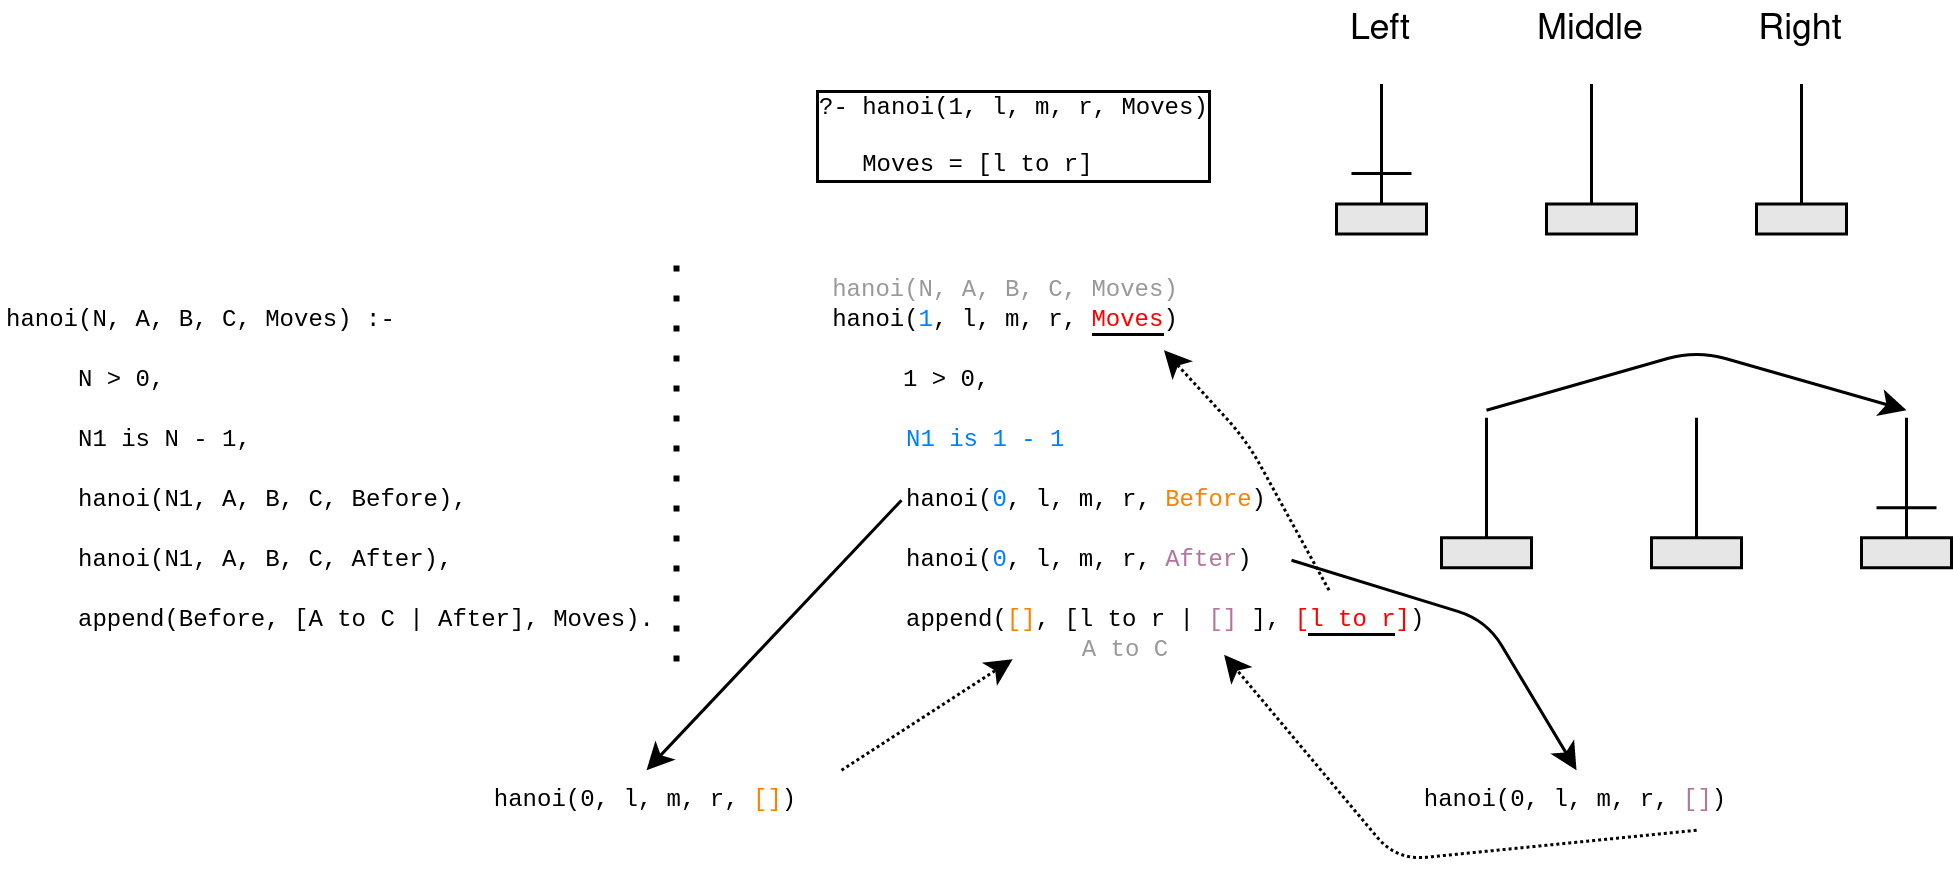 Left Middle Right
?- hanoi(1, l, m, r, Moves)
Moves = [l to r]
hanoi(N, A, B, C, Moves) :-
N > 0,
N1 is N - 1,
hanoi(N1, A, B, C, Before),
hanoi(N1, A, B, C, After),
append(Before, [A to C | After], Moves).
hanoi(N, A, B, C, Moves)
hanoi(1, l, m, r, Moves)
1 > 0,
N1 is 1 - 1
hanoi(0, l, m, r, Before)
hanoi(0, l, m, r, After)
append([], [l to r | [] ], [l to r])
A to C
hanoi(0, l, m, r, [])
hanoi(0, l, m, r, [])